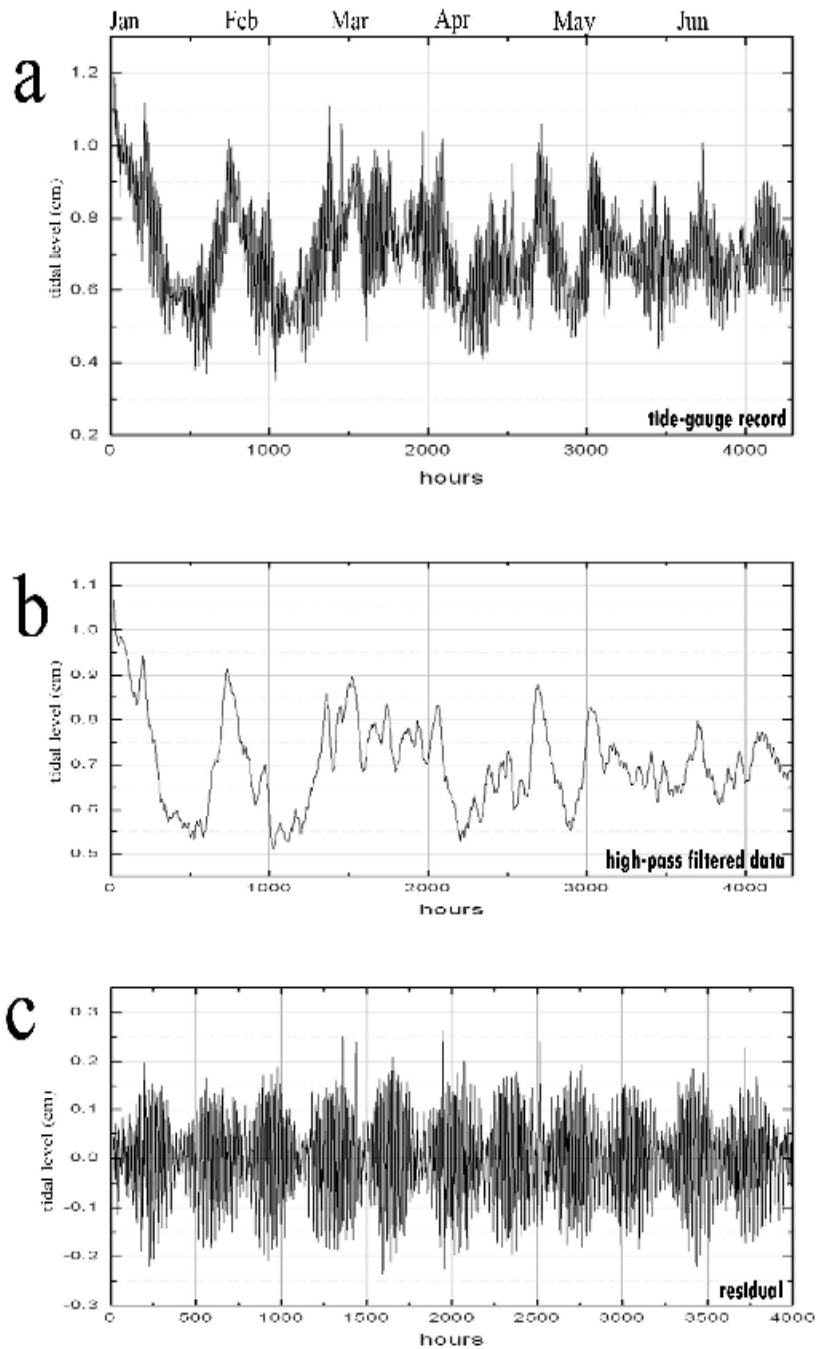 Jan Feb Mar Apr May Jun
a
1.2
1.0
0.8
0.6
0.4
0.2
tidal level (cm)
tide-gauge record
0 1000 2000 3000 4000
hours
b
1.1
1.0
0.9
0.8
0.7
0.6
0.5
tidal level (cm)
high-pass filtered data
0 1000 2000 3000 4000
hours
c
0.3
0.2
0.1
0.0
-0.1
-0.2
-0.3
tidal level (cm)
residual
0 500 1000 1500 2000 2500 3000 3500 4000
hours